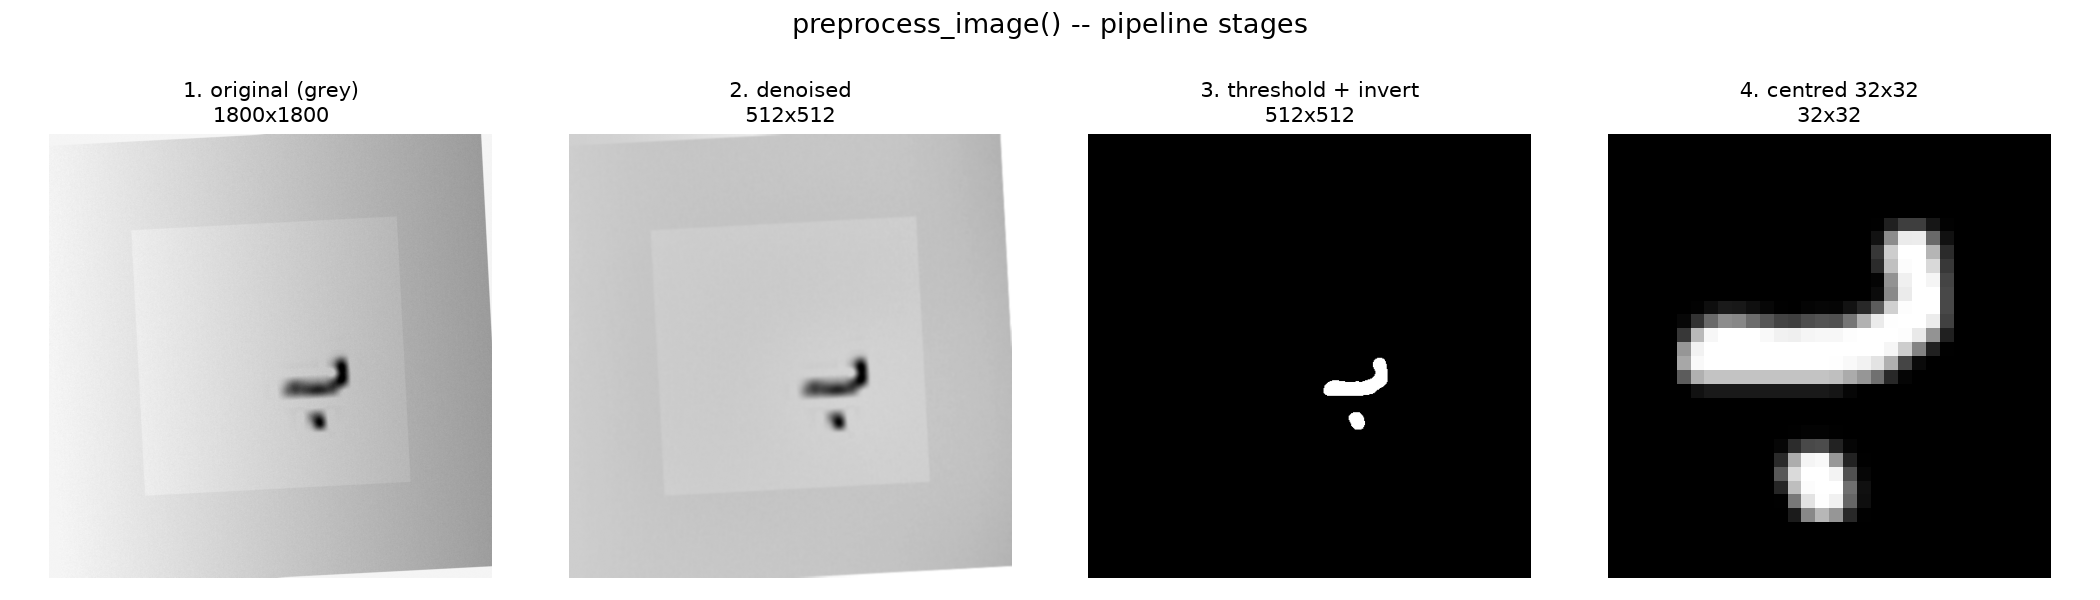 preprocess_image() -- pipeline stages
1. original (grey)
1800x1800
2. denoised
512x512
3. threshold + invert
512x512
4. centred 32x32
32x32